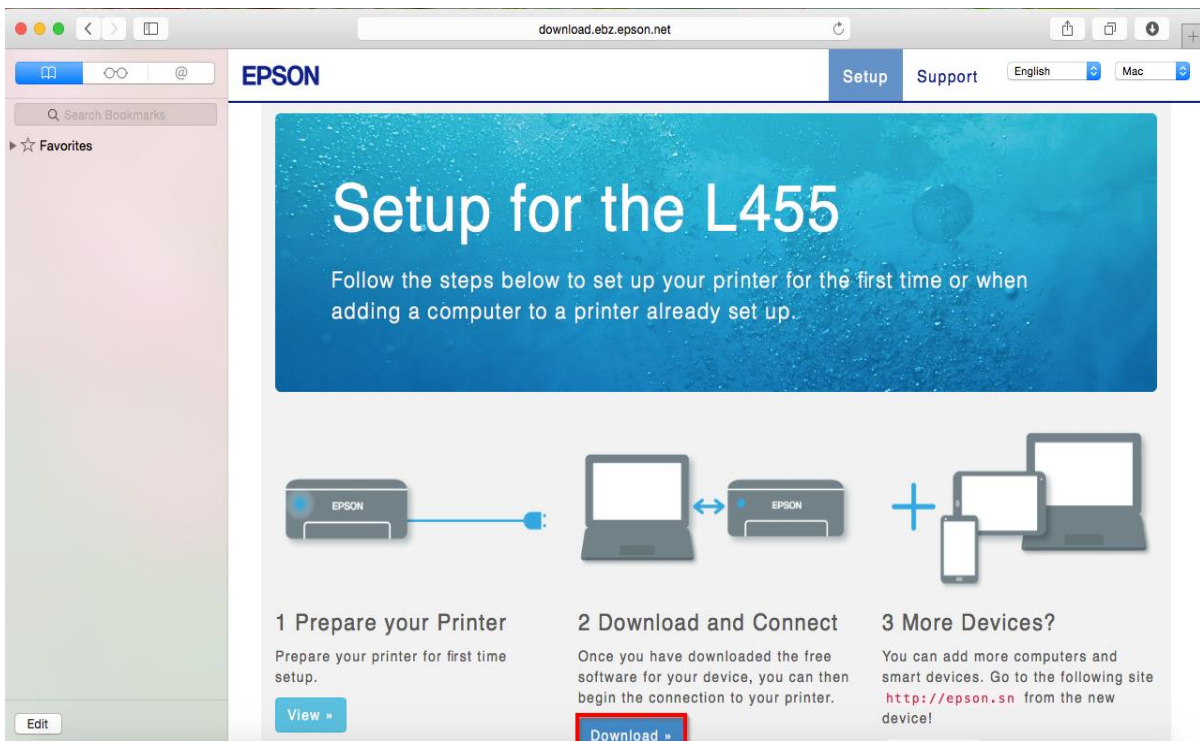 download.ebz.epson.net
@
EPSON
Setup
Support
English
Mac
Search Bookmarks
Favorites
Setup for the L455
Follow the steps below to set up your printer for the first time or when
adding a computer to a printer already set up.
EPSON
EPSON
1 Prepare your Printer
Prepare your printer for first time
setup.
View »
2 Download and Connect
Once you have downloaded the free
software for your device, you can then
begin the connection to your printer.
Download »
3 More Devices?
You can add more computers and
smart devices. Go to the following site
http://epson.sn from the new
device!
Edit